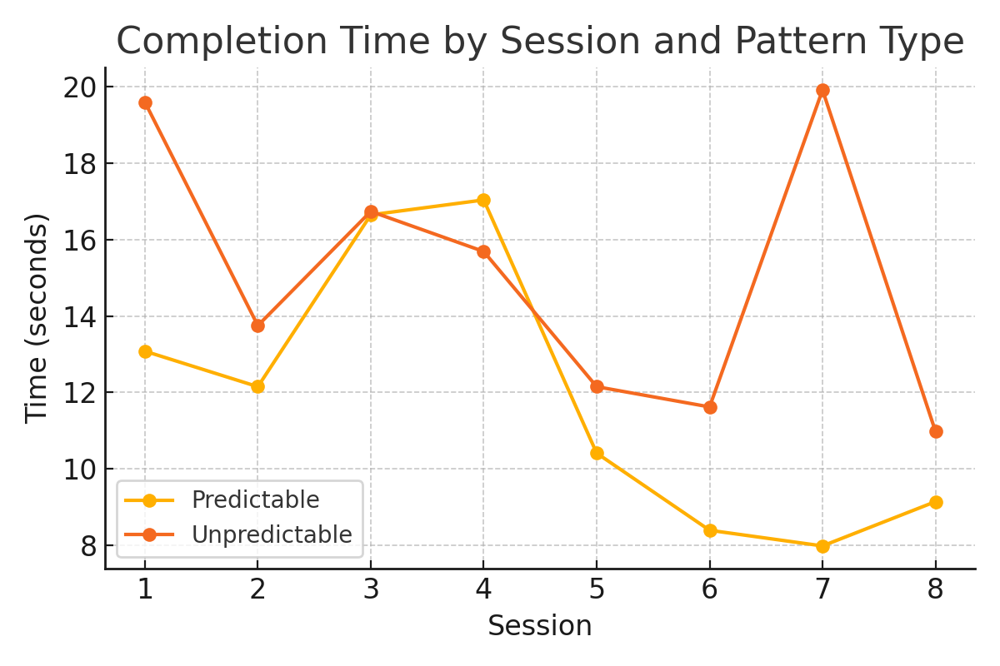 Completion Time by Session and Pattern Type
20
18
16
14
12
10
8
Time (seconds)
Predictable
Unpredictable
1 2 3 4 5 6 7 8
Session